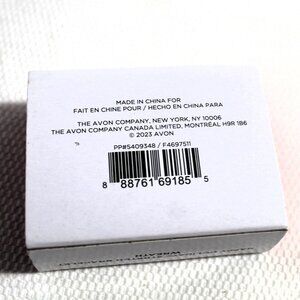 MADE IN CHINA FOR
FAIT EN CHINE POUR / HECHO EN CHINA PARA
THE AVON COMPANY, NEW YORK, NY 10006
THE AVON COMPANY CANADA LIMITED, MONTRÉAL H9R 1B6
© 2023 AVON
PP#5409348 / F4697511
8 88761 69185 5